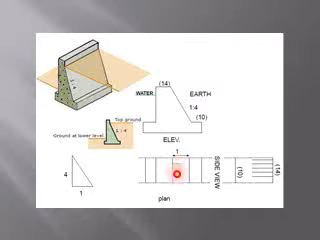 (14)
WATER
EARTH
1:4
(10)
Top ground
Ground at lower level
1 : 4
ELEV.
4
1
1
SIDE VIEW
(10)
(14)
plan